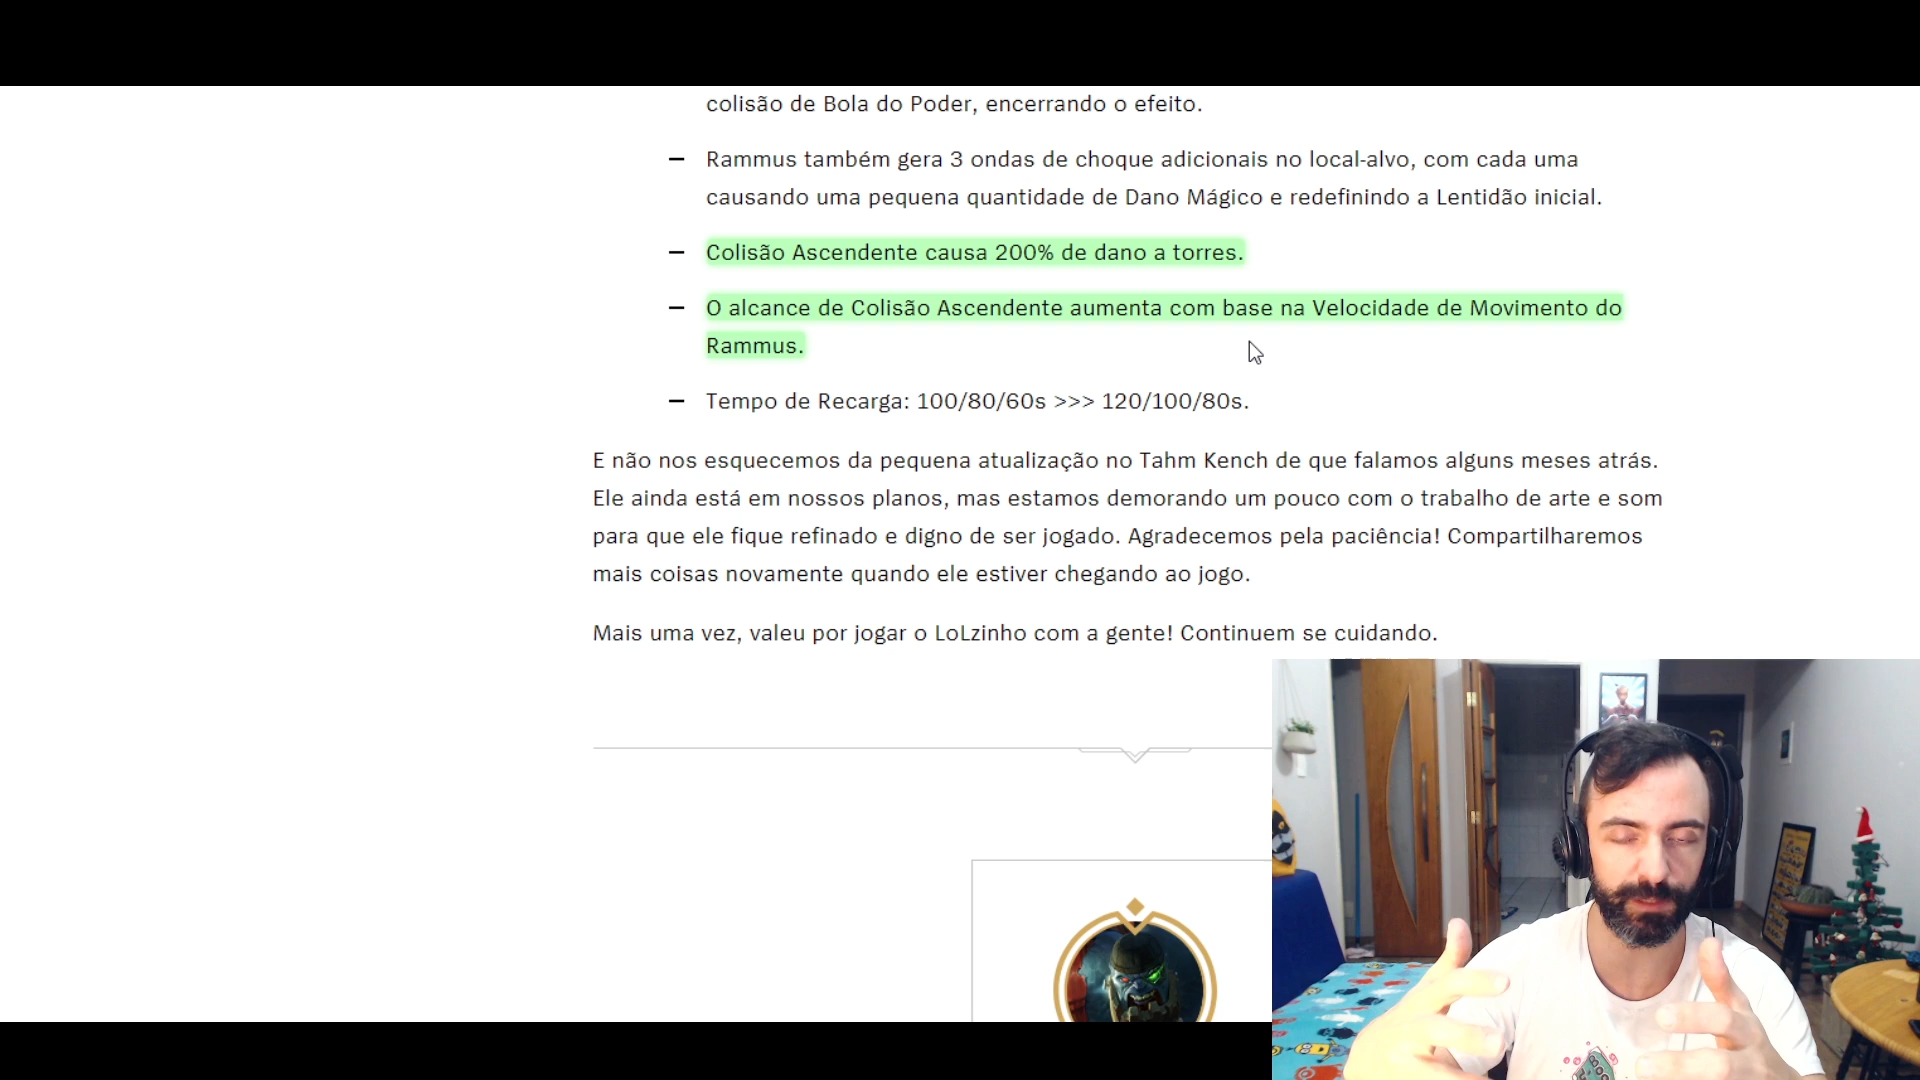 colisão de Bola do Poder, encerrando o efeito.
– Rammus também gera 3 ondas de choque adicionais no local-alvo, com cada uma
causando uma pequena quantidade de Dano Mágico e redefinindo a Lentidão inicial.
– Colisão Ascendente causa 200% de dano a torres.
– O alcance de Colisão Ascendente aumenta com base na Velocidade de Movimento do
Rammus.
– Tempo de Recarga: 100/80/60s >>> 120/100/80s.
E não nos esquecemos da pequena atualização no Tahm Kench de que falamos alguns meses atrás.
Ele ainda está em nossos planos, mas estamos demorando um pouco com o trabalho de arte e som
para que ele fique refinado e digno de ser jogado. Agradecemos pela paciência! Compartilharemos
mais coisas novamente quando ele estiver chegando ao jogo.
Mais uma vez, valeu por jogar o LoLzinho com a gente! Continuem se cuidando.